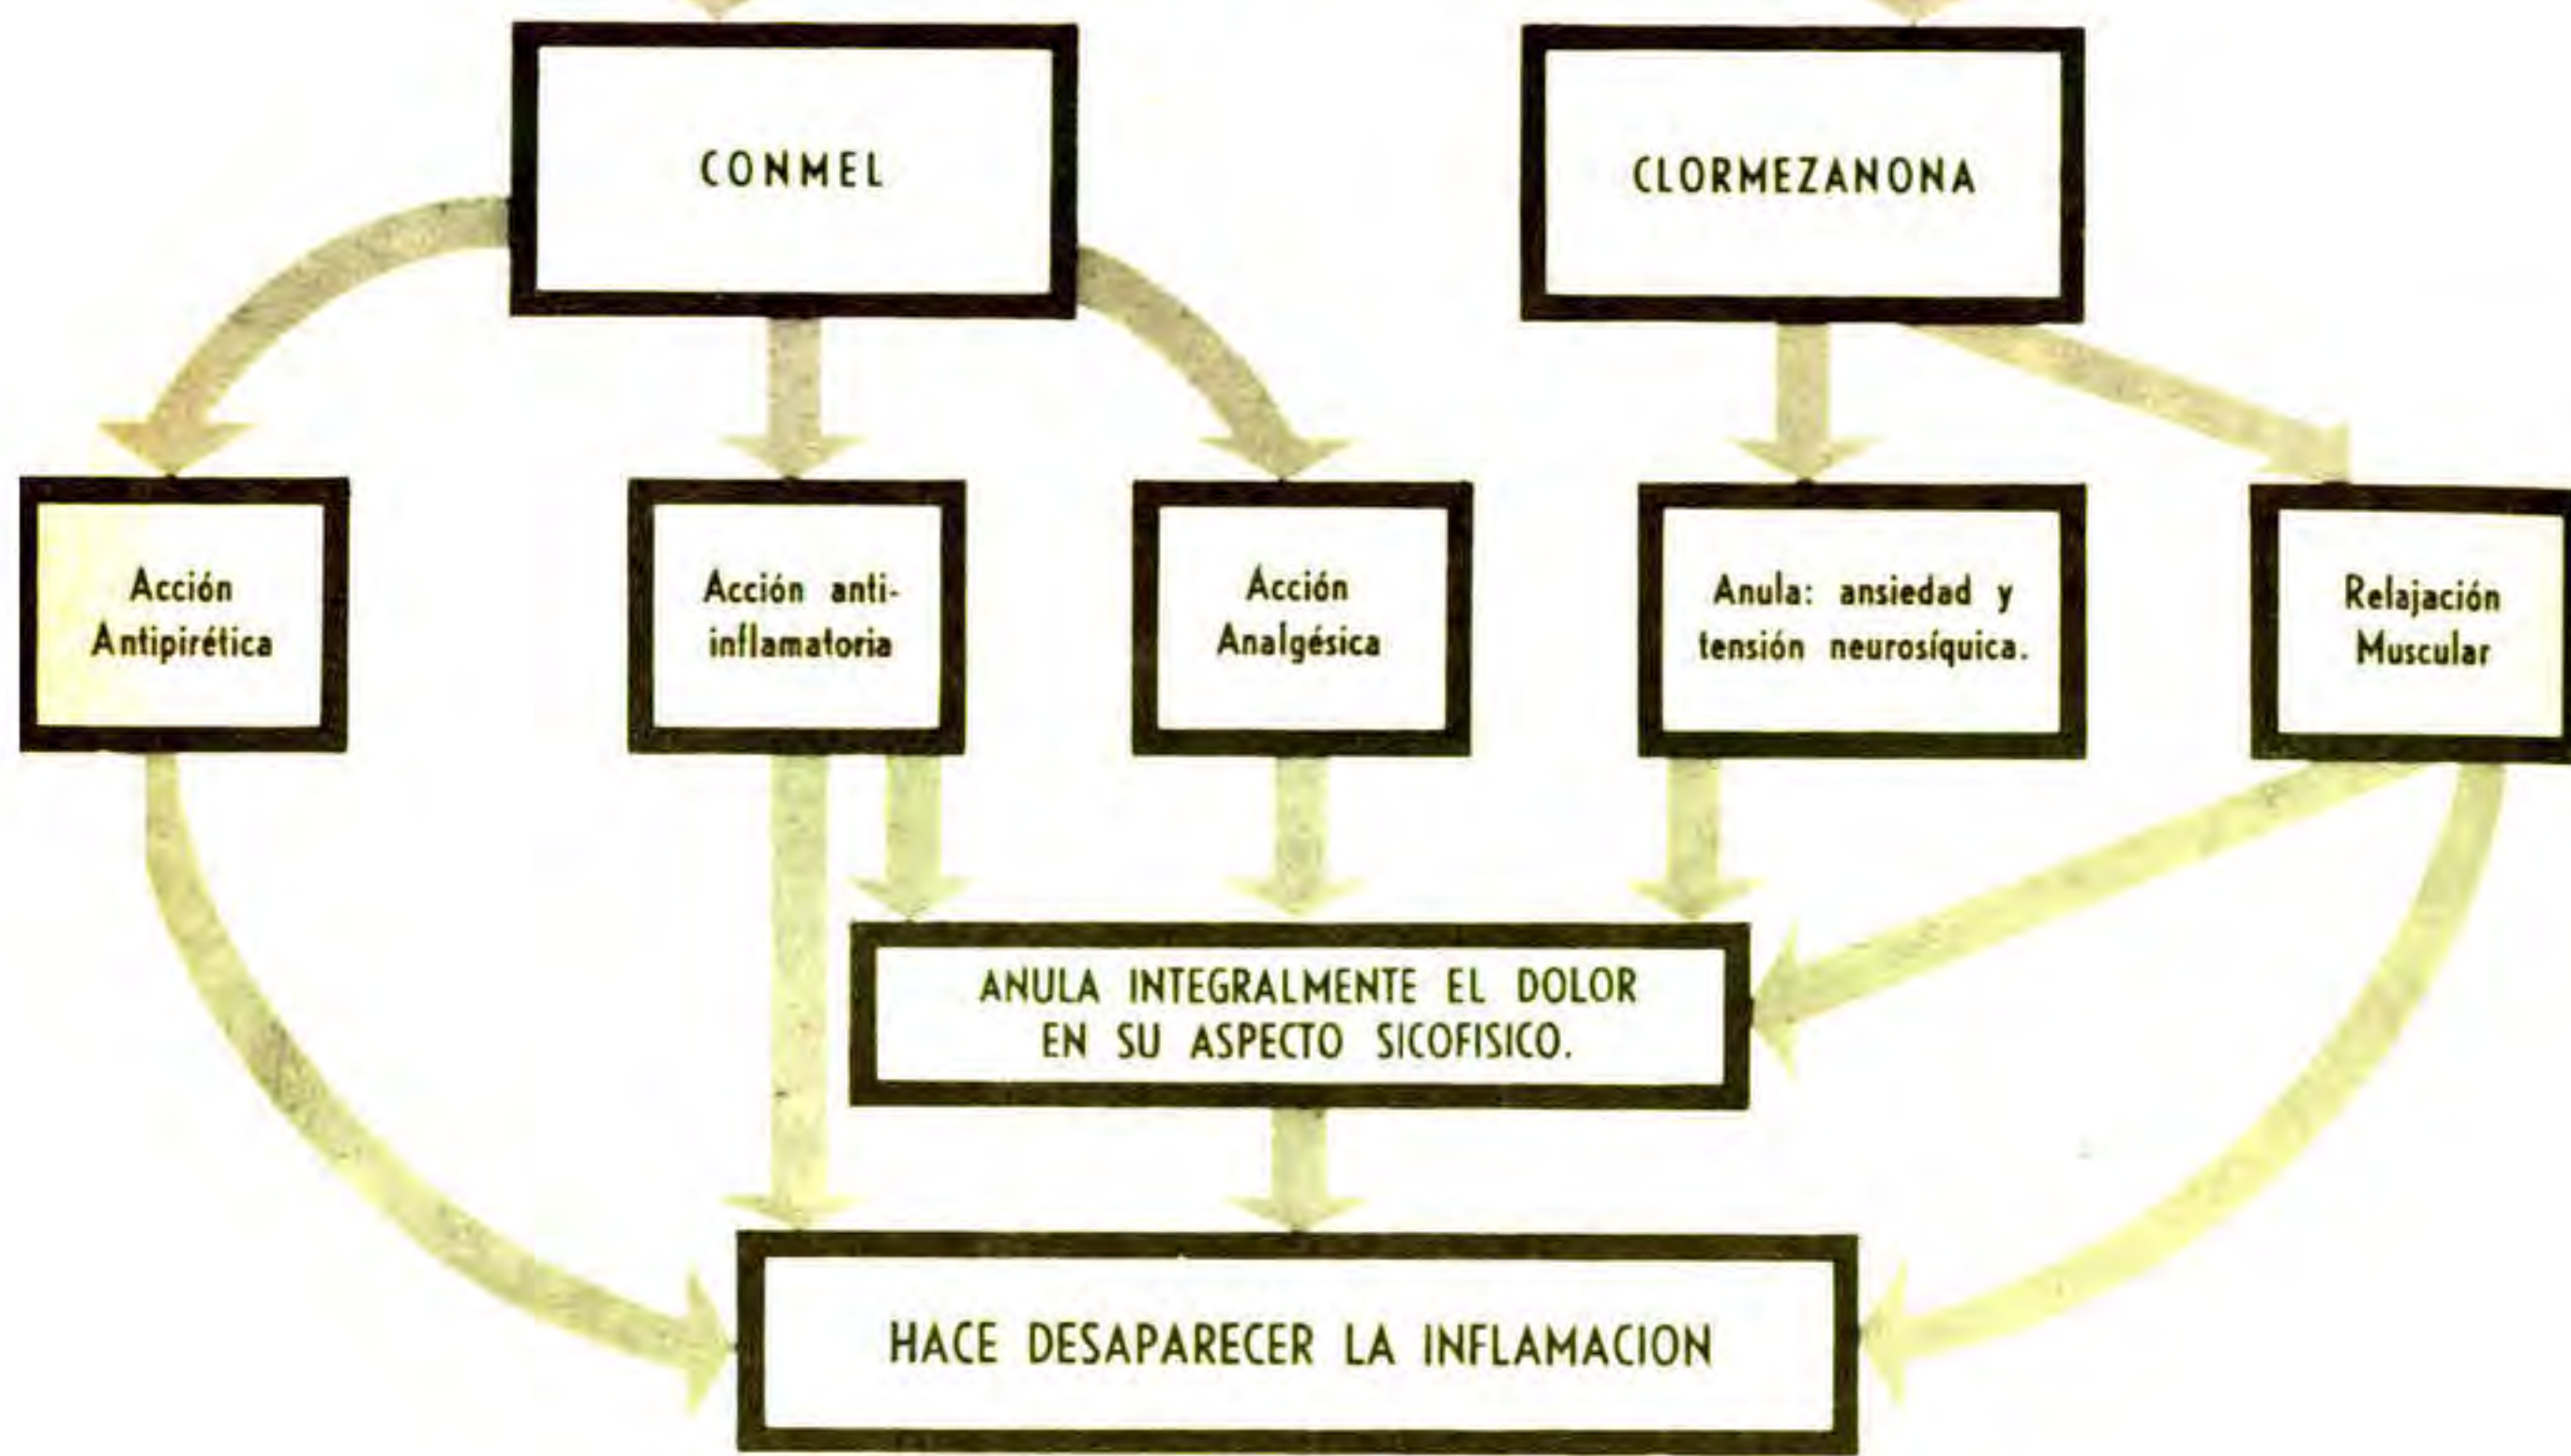 CONMEL
CLORMEZANONA
Acción
Antipirética
Acción anti-
inflamatoria
Acción
Analgésica
Anula: ansiedad y
tensión neurosíquica.
Relajación
Muscular
ANULA INTEGRALMENTE EL DOLOR
EN SU ASPECTO SICOFISICO.
HACE DESAPARECER LA INFLAMACION